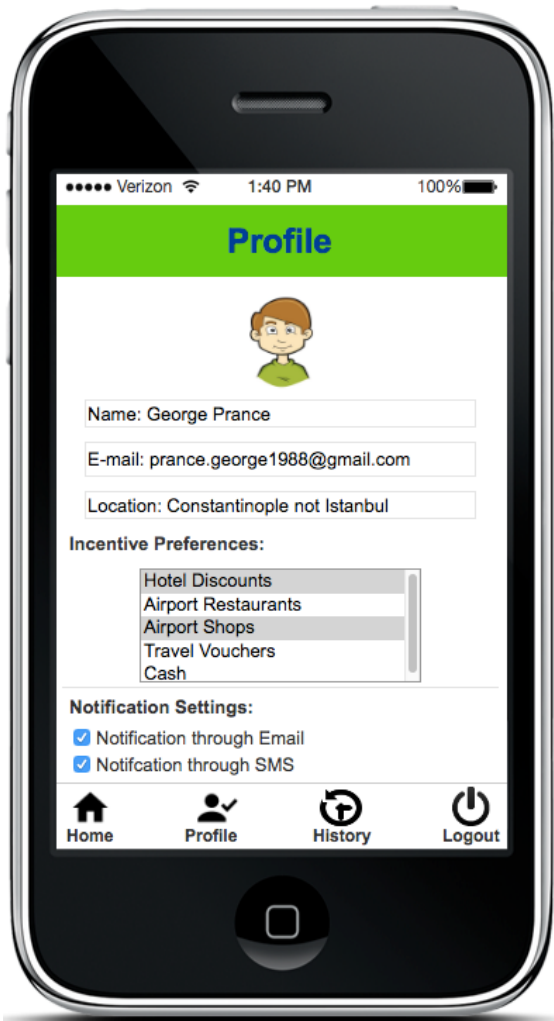 Verizon 1:40 PM 100%
Profile
Name: George Prance
E-mail: prance.george1988@gmail.com
Location: Constantinople not Istanbul
Incentive Preferences:
Hotel Discounts
Airport Restaurants
Airport Shops
Travel Vouchers
Cash
Notification Settings:
Notification through Email
Notifcation through SMS
Home Profile History Logout